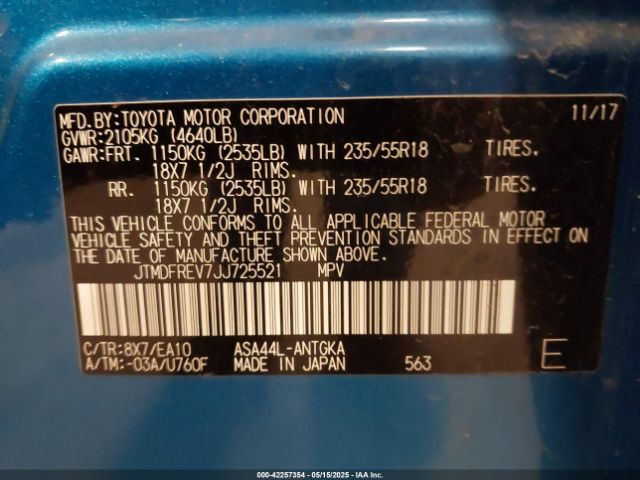 MFD.BY:TOYOTA MOTOR CORPORATION 11/17
GVWR:2105KG (4640LB)
GAWR:FRT. 1150KG (2535LB) WITH 235/55R18 TIRES.
18X7 1/2J RIMS.
RR. 1150KG (2535LB) WITH 235/55R18 TIRES.
18X7 1/2J RIMS.
THIS VEHICLE CONFORMS TO ALL APPLICABLE FEDERAL MOTOR
VEHICLE SAFETY AND THEFT PREVENTION STANDARDS IN EFFECT ON
THE DATE OF MANUFACTURE SHOWN ABOVE.
JTMDFREV7JJ725521 MPV
C/TR:8X7/EA10 ASA44L-ANTGKA
A/TM:-03A/U760F MADE IN JAPAN 563 E
000-42257354 - 05/15/2025 - IAA Inc.